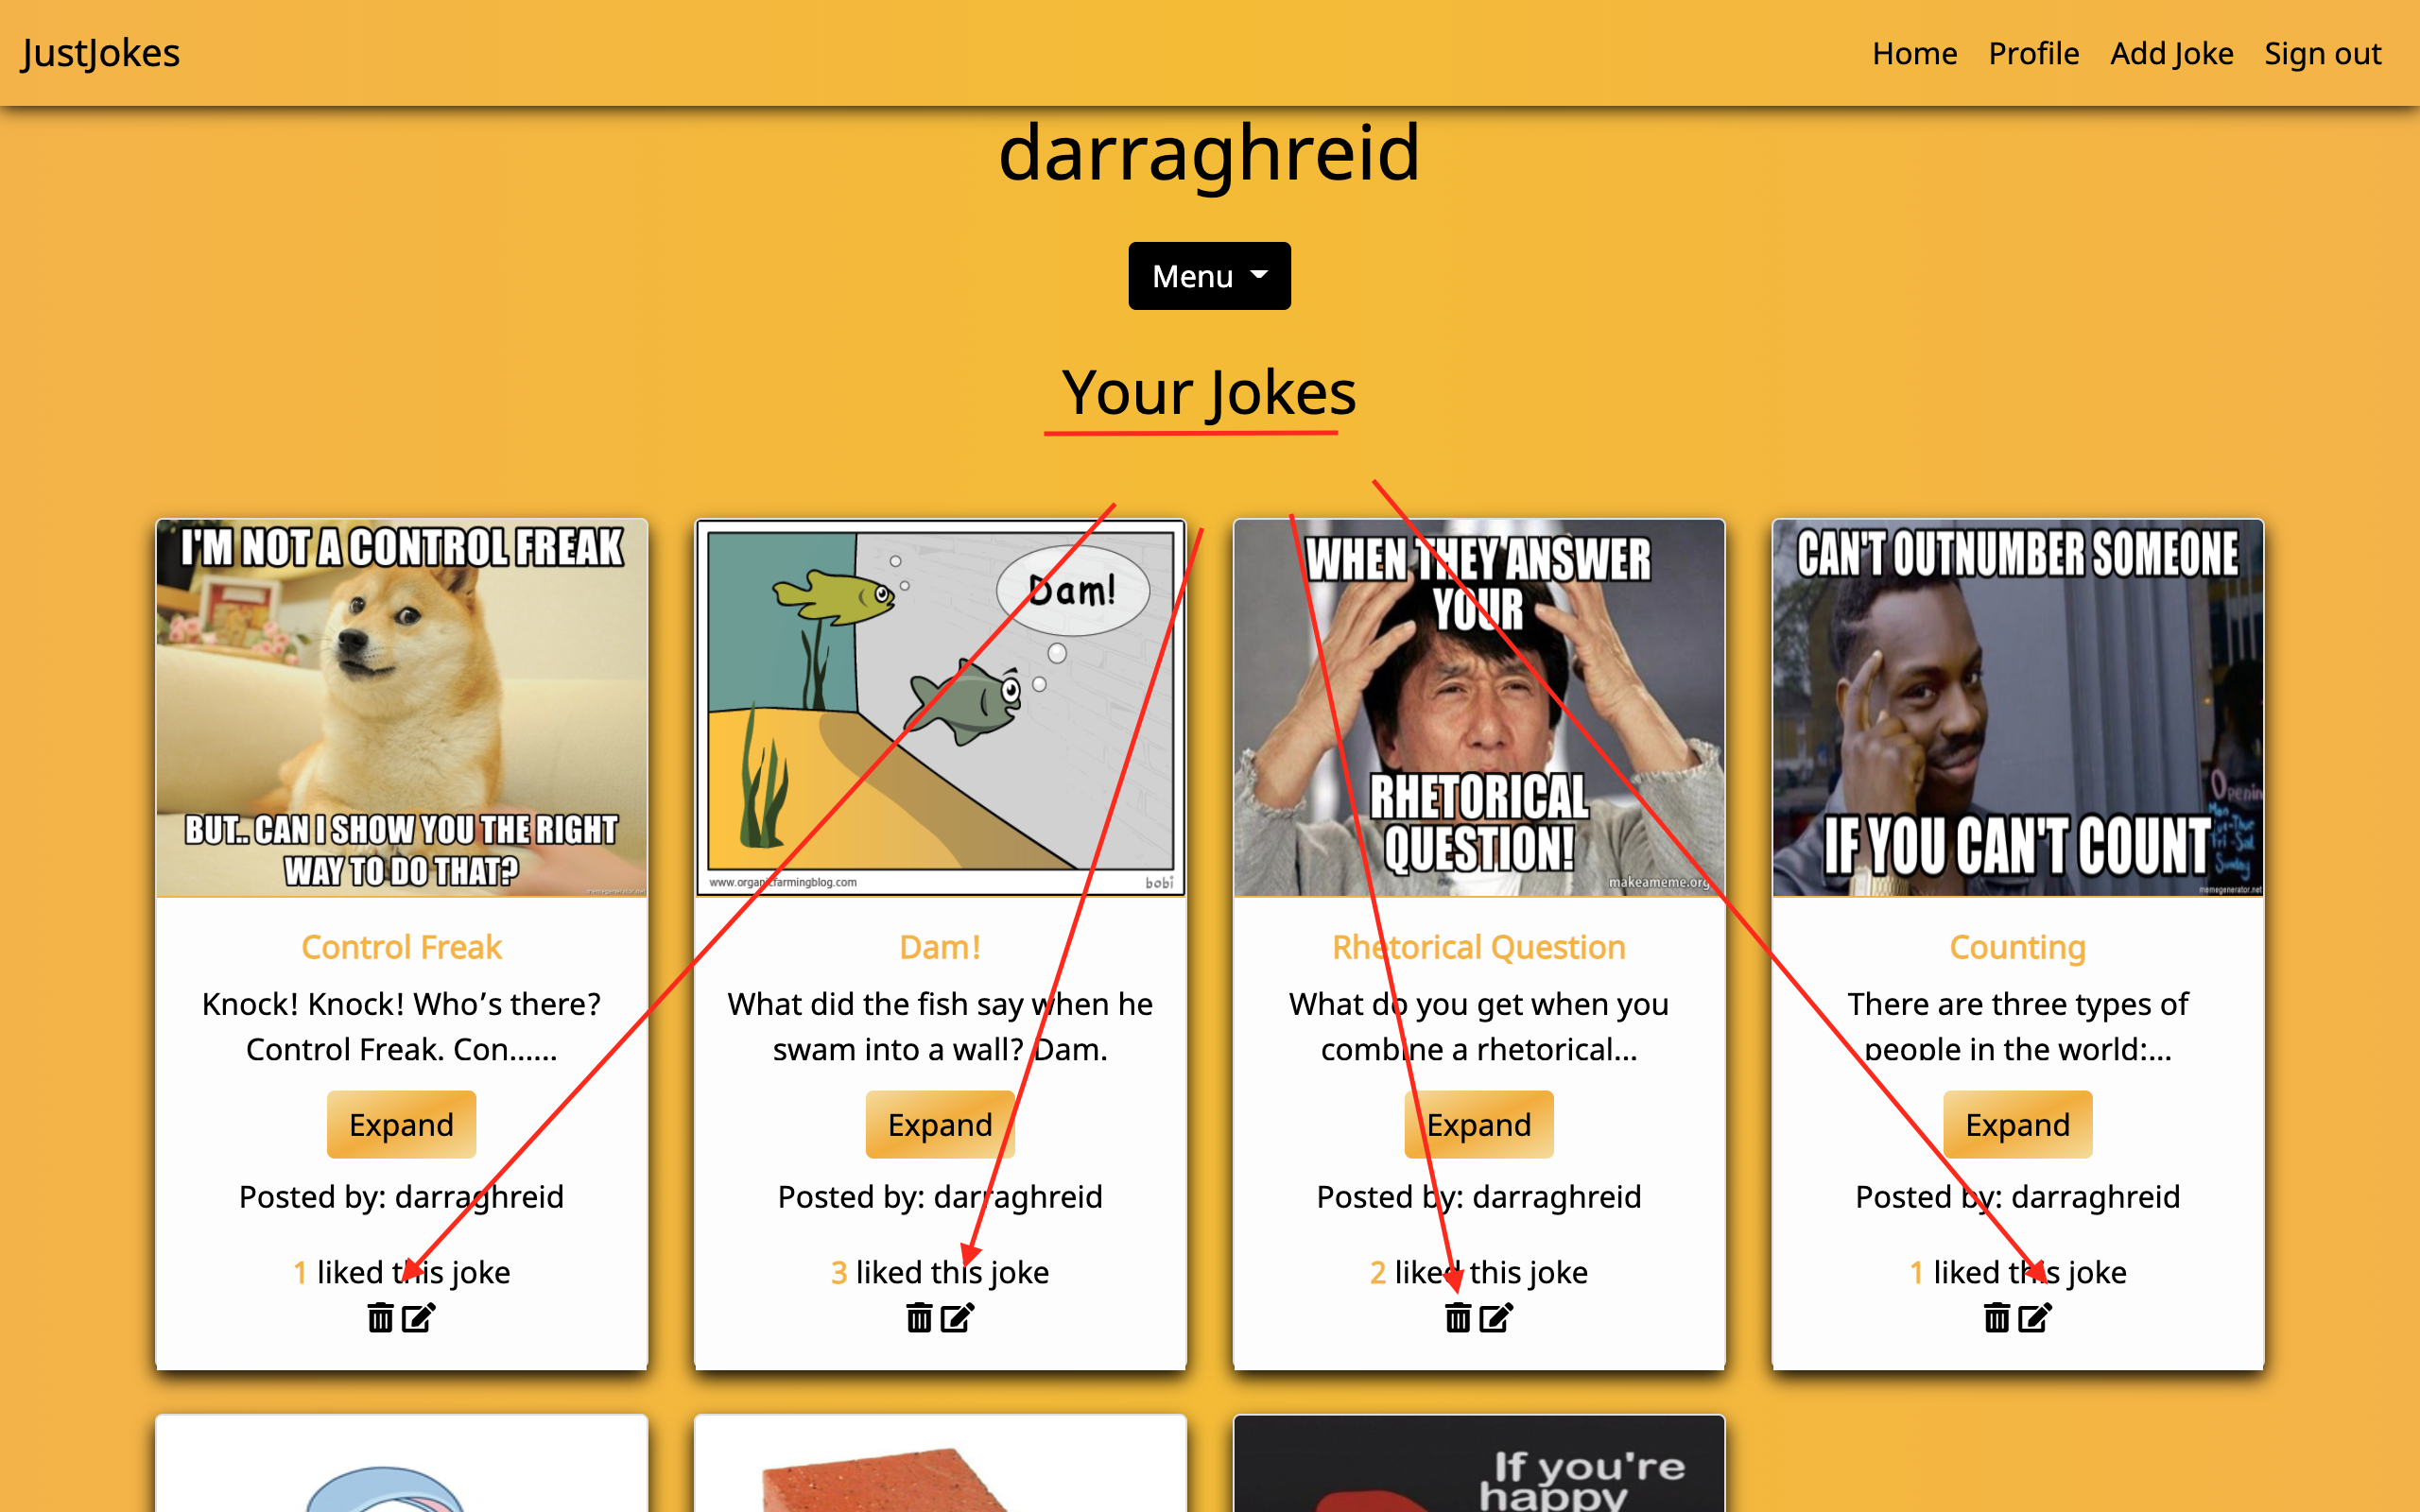 JustJokes
Home Profile Add Joke Sign out
darraghreid
Menu
Your Jokes
I'M NOT A CONTROL FREAK
BUT.. CAN I SHOW YOU THE RIGHT
WAY TO DO THAT?
memegenerator.net
Control Freak
Knock! Knock! Who’s there?
Control Freak. Con......
Expand
Posted by: darraghreid
1 liked this joke
Dam!
www.organicfarmingblog.com
bobi
Dam!
What did the fish say when he
swam into a wall? Dam.
Expand
Posted by: darraghreid
3 liked this joke
WHEN THEY ANSWER
YOUR
RHETORICAL
QUESTION!
makeameme.org
Rhetorical Question
What do you get when you
combine a rhetorical...
Expand
Posted by: darraghreid
2 liked this joke
CAN'T OUTNUMBER SOMEONE
IF YOU CAN'T COUNT
Openin
Sunday
memegenerator.net
Counting
There are three types of
people in the world:...
Expand
Posted by: darraghreid
1 liked this joke
If you're
happy